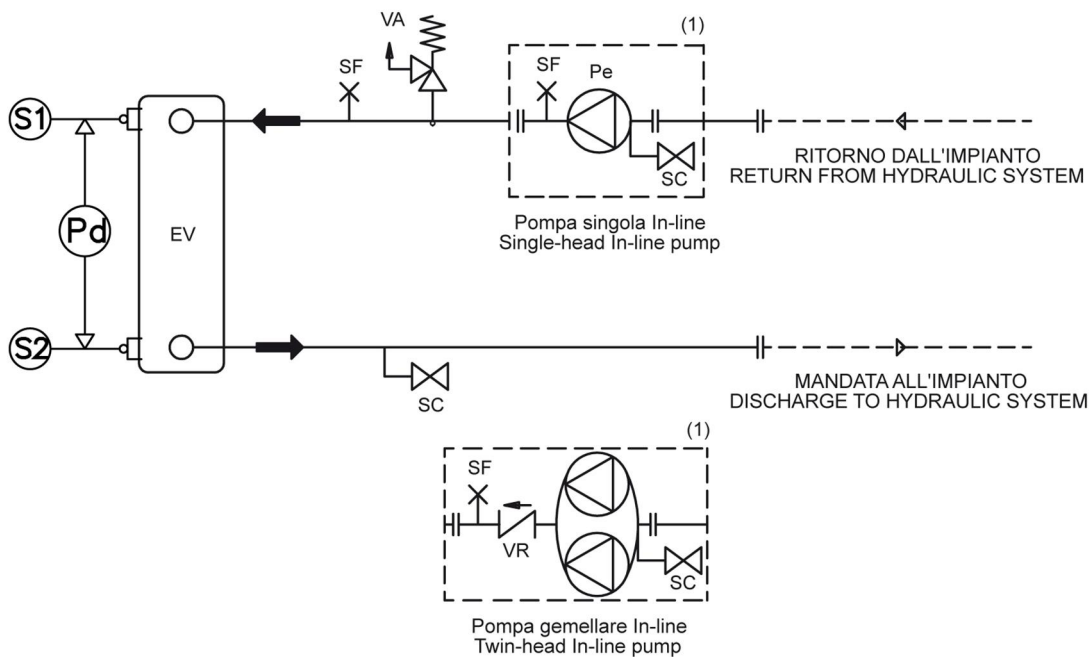 (1)
VA
SF
SF
Pe
S1
SC
RITORNO DALL'IMPIANTO
RETURN FROM HYDRAULIC SYSTEM
Pompa singola In-line
Single-head In-line pump
Pd
EV
S2
SC
MANDATA ALL'IMPIANTO
DISCHARGE TO HYDRAULIC SYSTEM
(1)
SF
VR
SC
Pompa gemellare In-line
Twin-head In-line pump